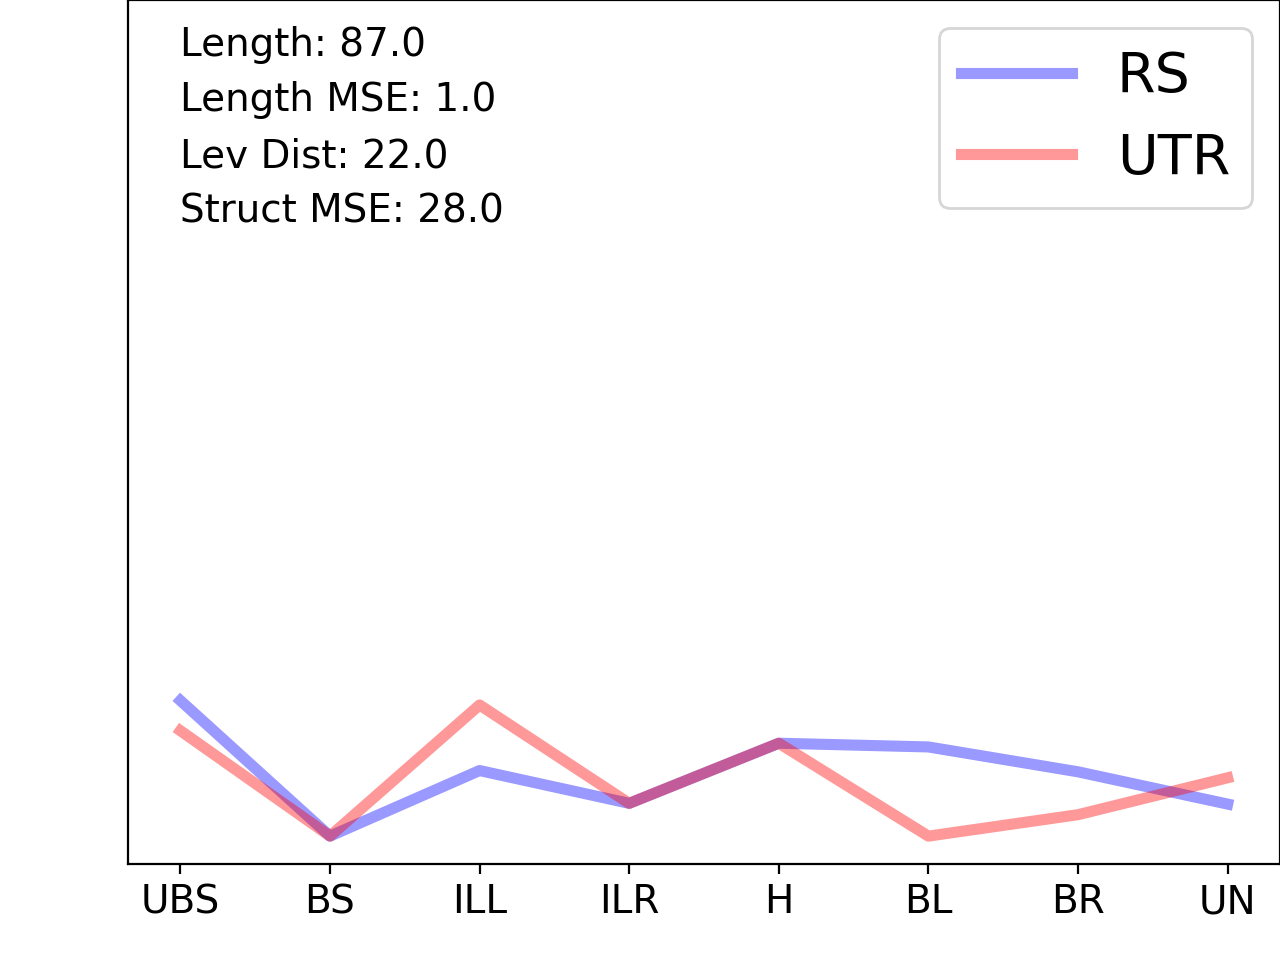 Length: 87.0
Length MSE: 1.0
Lev Dist: 22.0
Struct MSE: 28.0
RS
UTR
UBS BS ILL ILR H BL BR UN